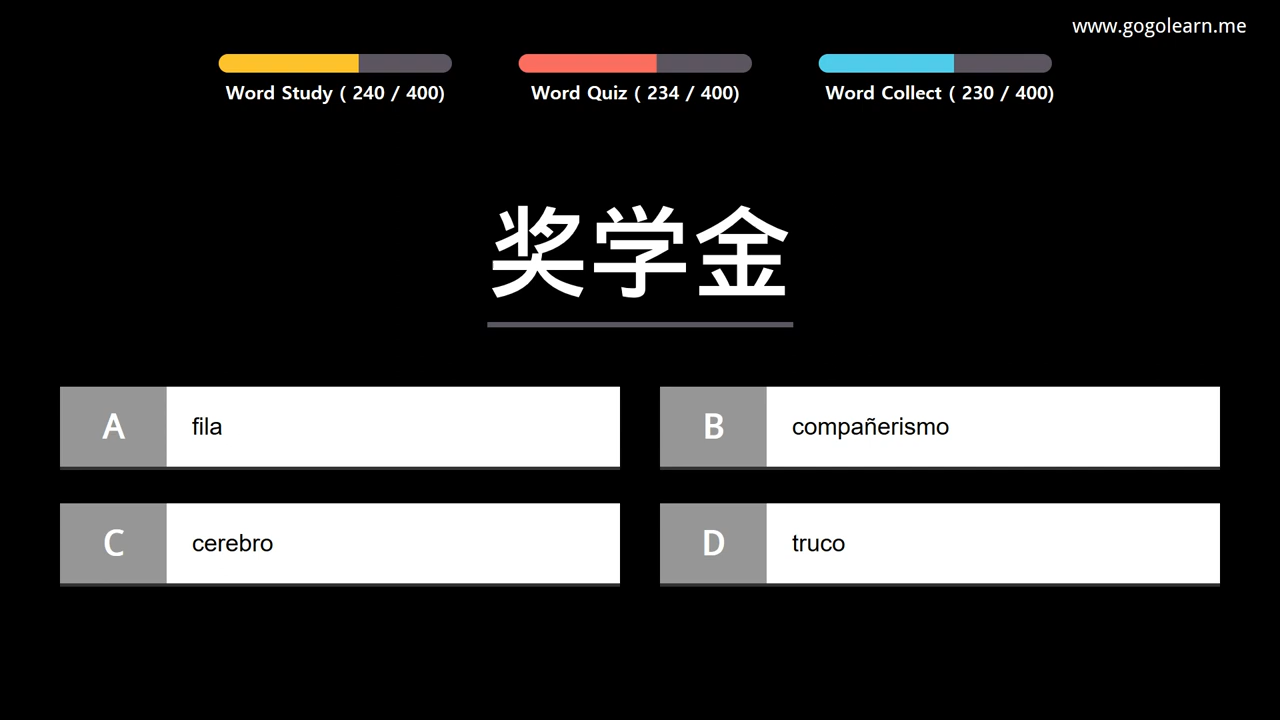 www.gogolearn.me
Word Study ( 240 / 400)
Word Quiz ( 234 / 400)
Word Collect ( 230 / 400)
奖学金
A fila
B compañerismo
C cerebro
D truco